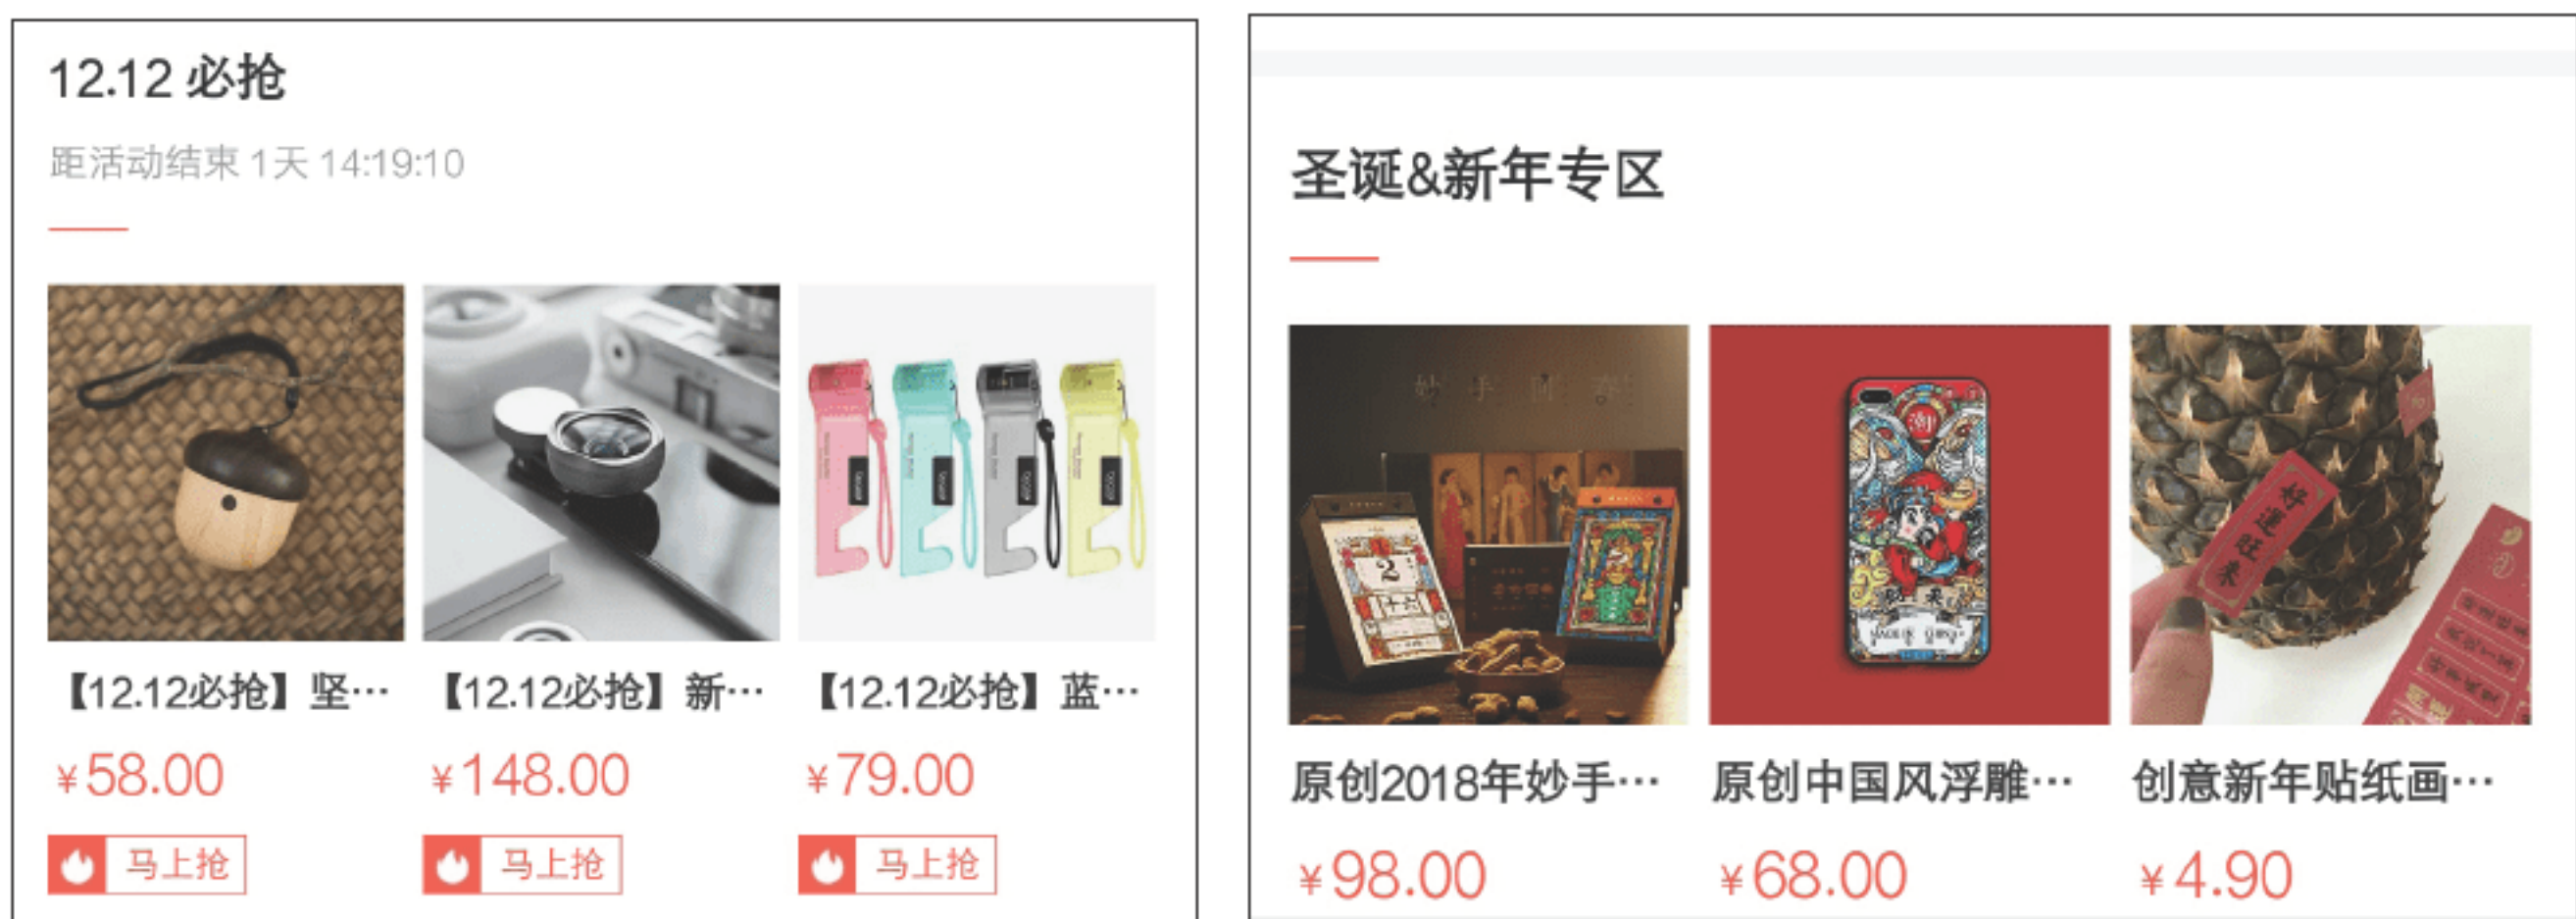 12.12 必抢
距活动结束 1天 14:19:10
【12.12必抢】坚…
【12.12必抢】新…
【12.12必抢】蓝…
¥58.00
¥148.00
¥79.00
马上抢
马上抢
马上抢
圣诞&新年专区
好運旺来
原创2018年妙手…
原创中国风浮雕…
创意新年贴纸画…
¥98.00
¥68.00
¥4.90